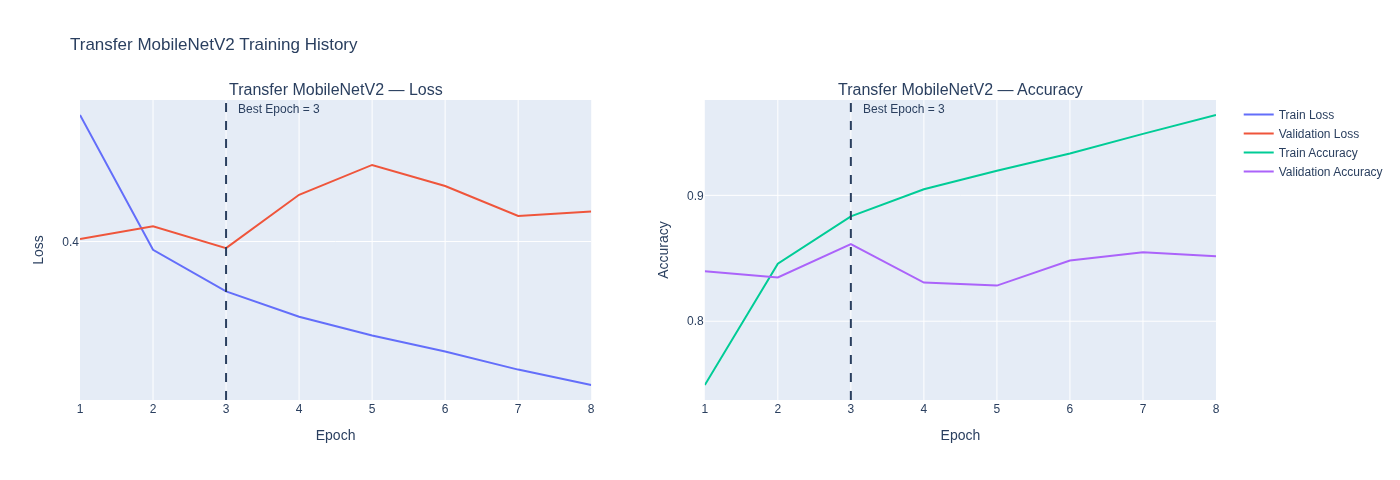 Transfer MobileNetV2 Training History
Transfer MobileNetV2 — Loss
Best Epoch = 3
Loss
0.4
1 2 3 4 5 6 7 8
Epoch
Transfer MobileNetV2 — Accuracy
Best Epoch = 3
Accuracy
0.9
0.8
1 2 3 4 5 6 7 8
Epoch
Train Loss
Validation Loss
Train Accuracy
Validation Accuracy